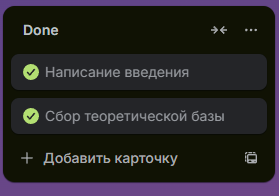 Done
Написание введения
Сбор теоретической базы
Добавить карточку